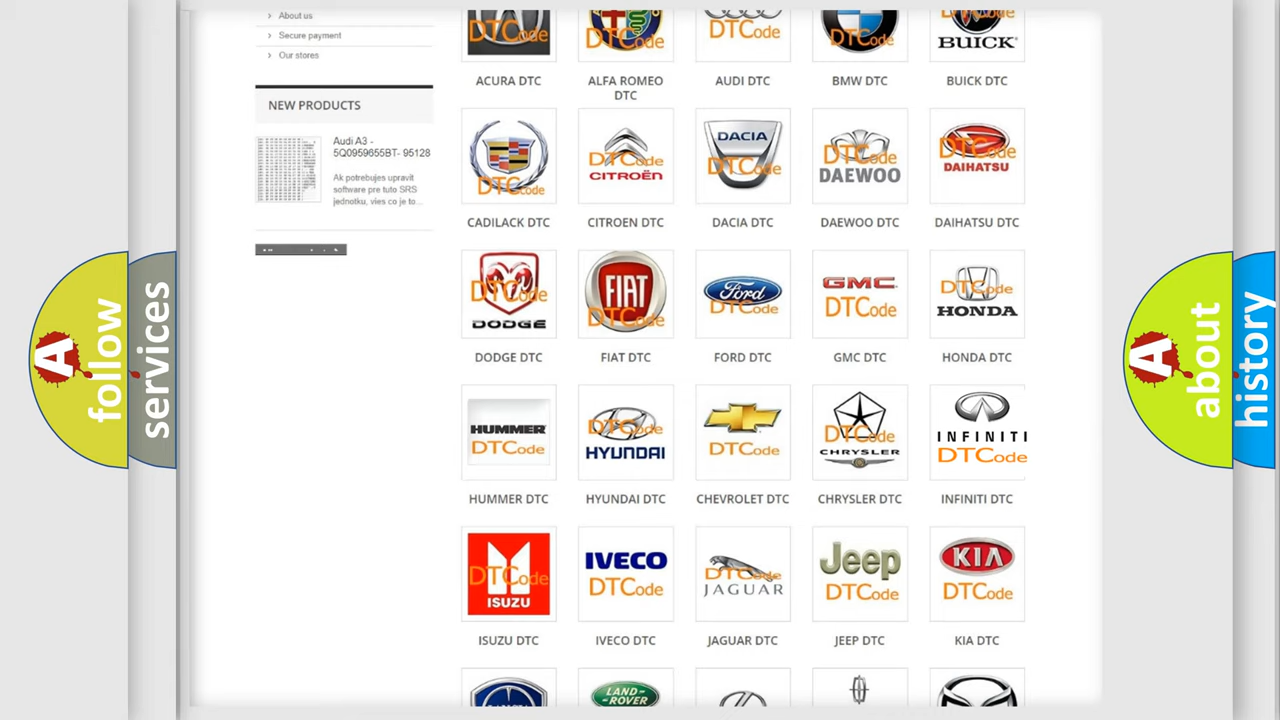 About us
Secure payment
Our stores
NEW PRODUCTS
Audi A3 -
5Q0959655BT- 95128
Ak potrebujes upravit
software pre tuto SRS
jednotku, vies co je to...
DTCode
DTCode
DTCode
DTCode
BUICK
ACURA DTC
ALFA ROMEO
DTC
AUDI DTC
BMW DTC
BUICK DTC
DTCode
DTCode
CITROËN
DACIA
DTCode
DTCode
DAEWOO
DTCode
DAIHATSU
CADILACK DTC
CITROEN DTC
DACIA DTC
DAEWOO DTC
DAIHATSU DTC
DTCode
DODGE
FIAT
DTCode
Ford
DTCode
GMC
DTCode
DTCode
HONDA
DODGE DTC
FIAT DTC
FORD DTC
GMC DTC
HONDA DTC
HUMMER
DTCode
DTCode
HYUNDAI
DTCode
DTCode
CHRYSLER
INFINITI
DTCode
HUMMER DTC
HYUNDAI DTC
CHEVROLET DTC
CHRYSLER DTC
INFINITI DTC
DTCode
ISUZU
IVECO
DTCode
DTCode
JAGUAR
Jeep
DTCode
KIA
DTCode
ISUZU DTC
IVECO DTC
JAGUAR DTC
JEEP DTC
KIA DTC
LAND-
ROVER
A
follow
services
A
about
history